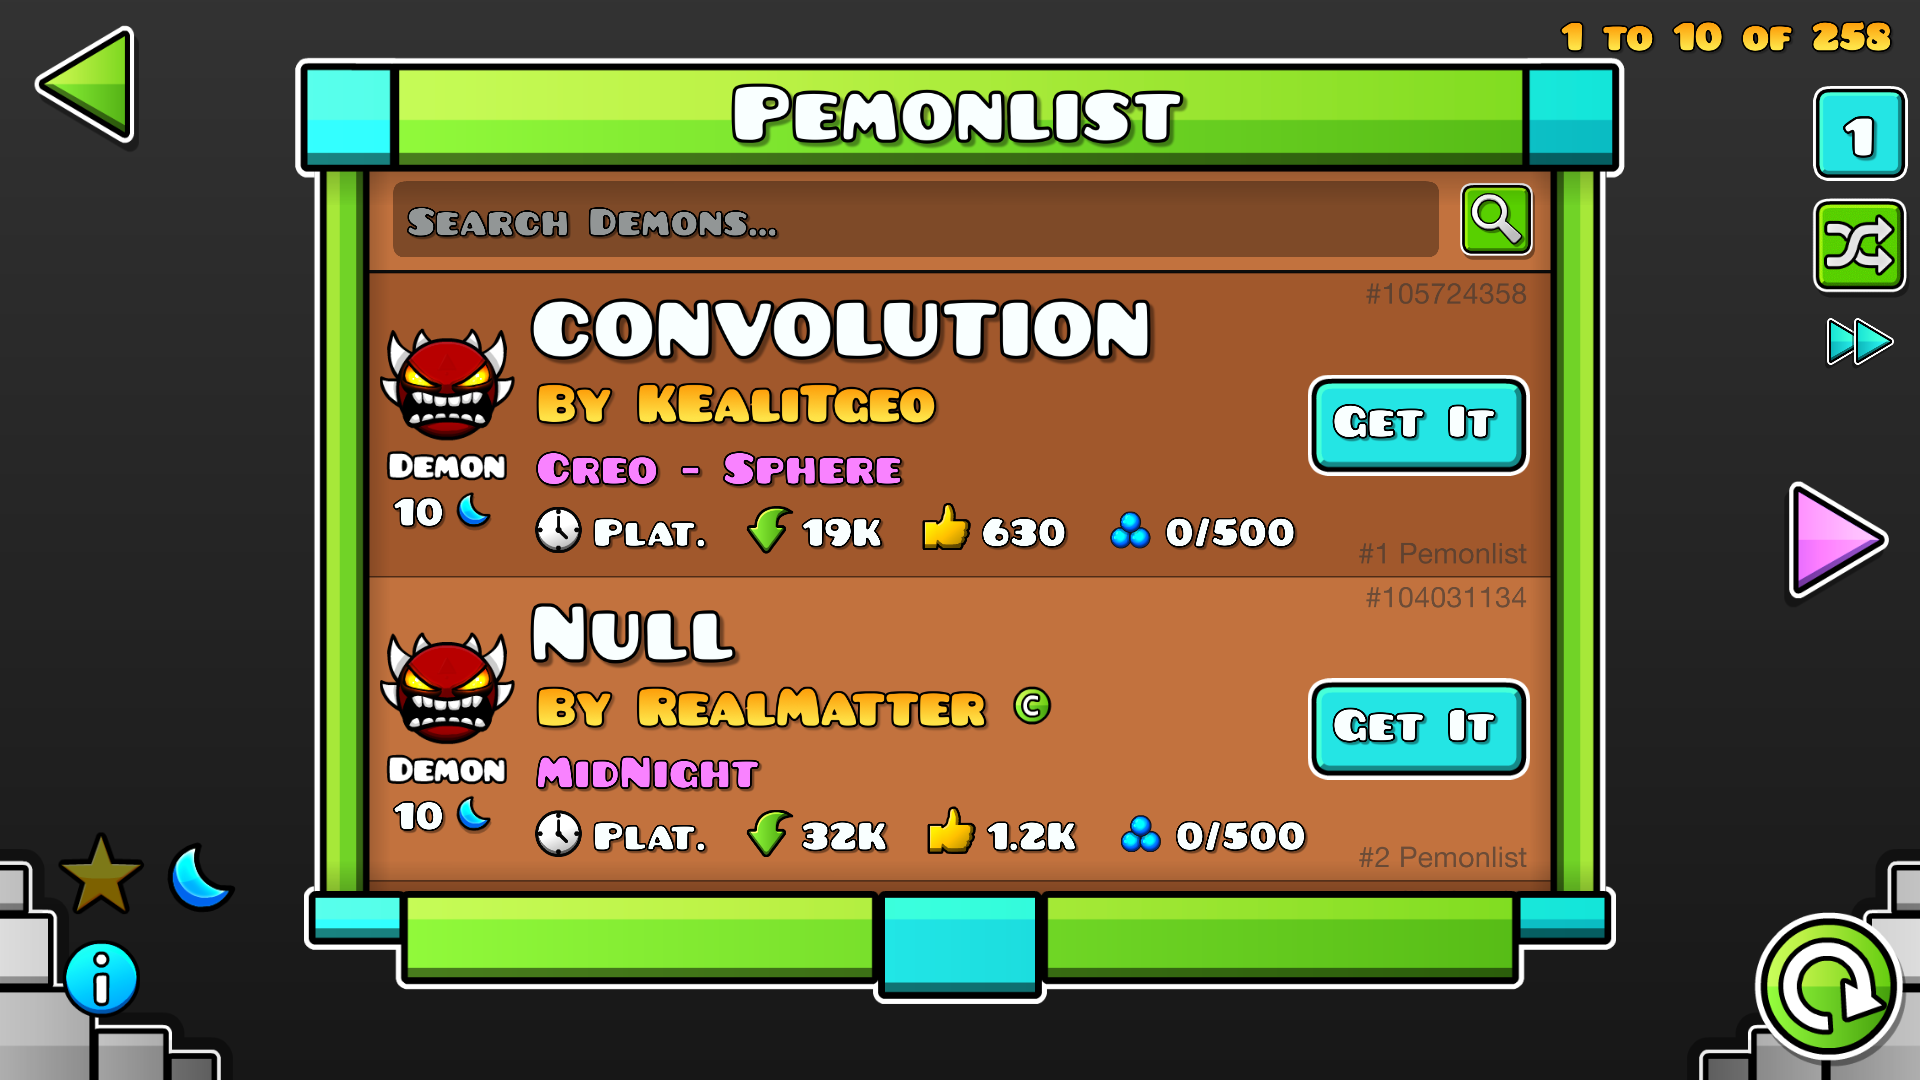 1 TO 10 OF 258
PEMONLIST
1
SEARCH DEMONS...
#105724358
CONVOLUTION
BY KEALITGEO
GET IT
DEMON
CREO - SPHERE
10
PLAT. 19K 630 0/500
#1 Pemonlist
#104031134
NULL
BY REALMATTER C
GET IT
DEMON
MIDNIGHT
10
PLAT. 32K 1.2K 0/500
#2 Pemonlist
i